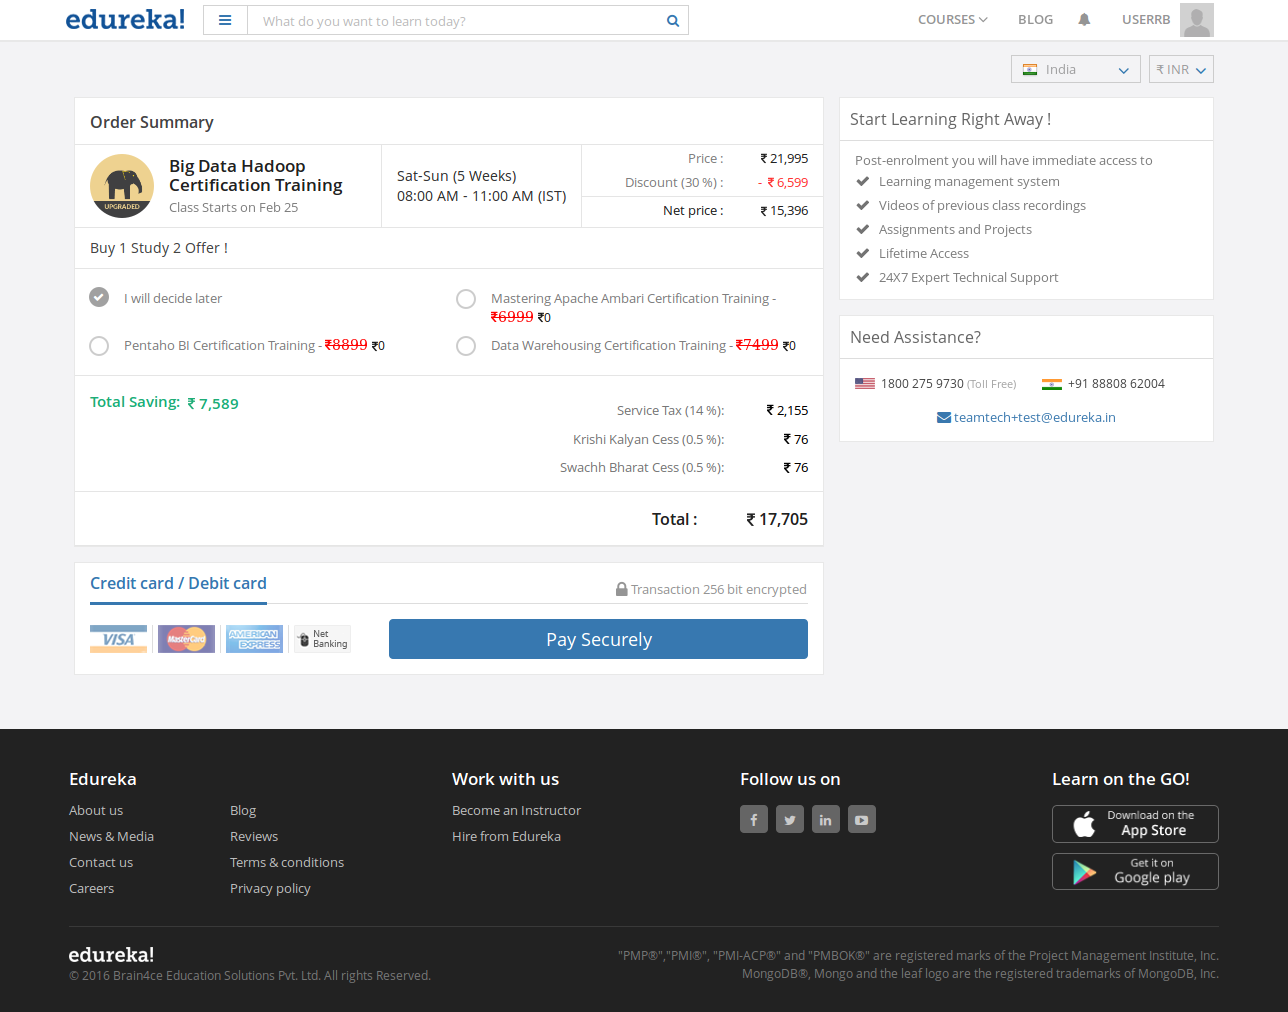 edureka!
What do you want to learn today?
COURSES
BLOG
USERRB
India
₹ INR
Order Summary
UPGRADED
Big Data Hadoop
Certification Training
Class Starts on Feb 25
Sat-Sun (5 Weeks)
08:00 AM - 11:00 AM (IST)
Price : ₹ 21,995
Discount (30 %) : - ₹ 6,599
Net price : ₹ 15,396
Buy 1 Study 2 Offer !
I will decide later
Mastering Apache Ambari Certification Training -
₹6999 ₹0
Pentaho BI Certification Training - ₹8899 ₹0
Data Warehousing Certification Training - ₹7499 ₹0
Total Saving: ₹ 7,589
Service Tax (14 %): ₹ 2,155
Krishi Kalyan Cess (0.5 %): ₹ 76
Swachh Bharat Cess (0.5 %): ₹ 76
Total : ₹ 17,705
Credit card / Debit card
Transaction 256 bit encrypted
VISA
MasterCard
AMERICAN
EXPRESS
Net
Banking
Pay Securely
Start Learning Right Away !
Post-enrolment you will have immediate access to
Learning management system
Videos of previous class recordings
Assignments and Projects
Lifetime Access
24X7 Expert Technical Support
Need Assistance?
1800 275 9730 (Toll Free)
+91 88808 62004
teamtech+test@edureka.in
Edureka
About us
News & Media
Contact us
Careers
Blog
Reviews
Terms & conditions
Privacy policy
Work with us
Become an Instructor
Hire from Edureka
Follow us on
f
in
Learn on the GO!
Download on the
App Store
Get it on
Google play
edureka!
© 2016 Brain4ce Education Solutions Pvt. Ltd. All rights Reserved.
"PMP®","PMI®", "PMI-ACP®" and "PMBOK®" are registered marks of the Project Management Institute, Inc.
MongoDB®, Mongo and the leaf logo are the registered trademarks of MongoDB, Inc.